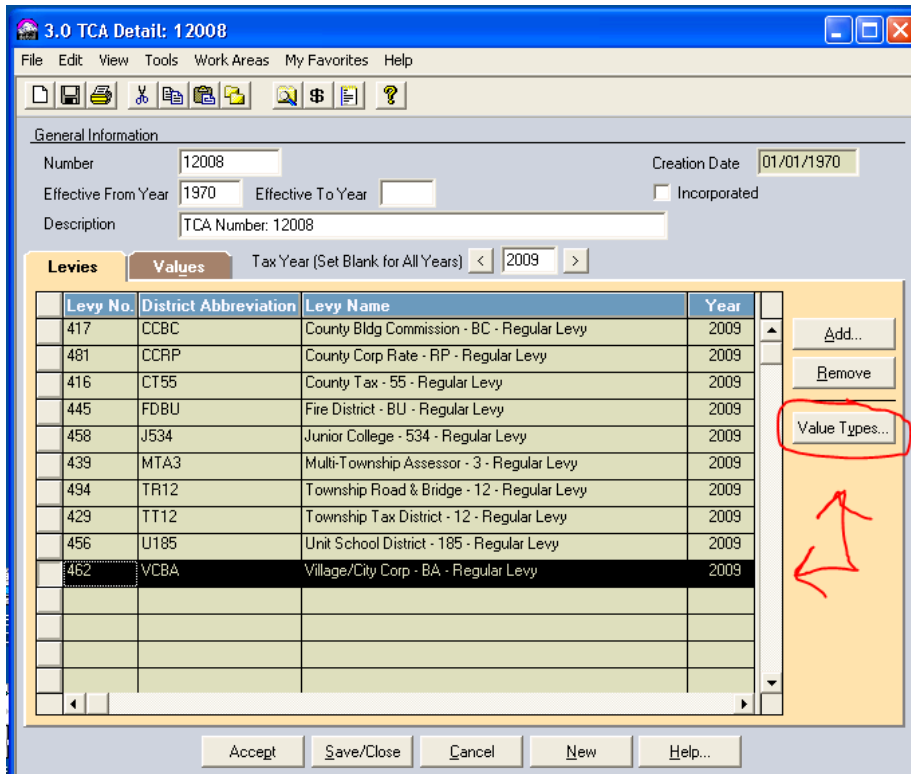 3.0 TCA Detail: 12008
File Edit View Tools Work Areas My Favorites Help
General Information
Number 12008 Creation Date 01/01/1970
Effective From Year 1970 Effective To Year Incorporated
Description TCA Number: 12008
Levies Values Tax Year (Set Blank for All Years) < 2009 >
Levy No. District Abbreviation Levy Name Year
417 CCBC County Bldg Commission - BC - Regular Levy 2009
481 CCRP County Corp Rate - RP - Regular Levy 2009
416 CT55 County Tax - 55 - Regular Levy 2009
445 FDBU Fire District - BU - Regular Levy 2009
458 J534 Junior College - 534 - Regular Levy 2009
439 MTA3 Multi-Township Assessor - 3 - Regular Levy 2009
494 TR12 Township Road & Bridge - 12 - Regular Levy 2009
429 TT12 Township Tax District - 12 - Regular Levy 2009
456 U185 Unit School District - 185 - Regular Levy 2009
462 VCBA Village/City Corp - BA - Regular Levy 2009
Add...
Remove
Value Types...
Accept Save/Close Cancel New Help...